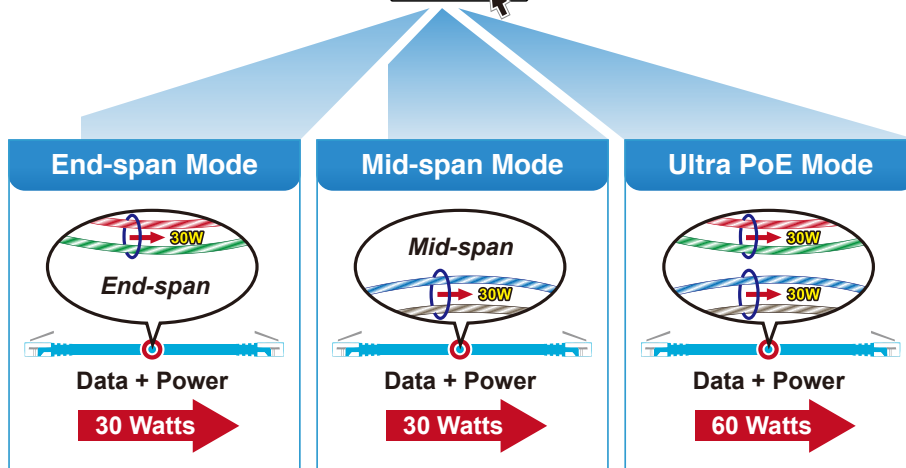 End-span Mode
30W
End-span
Data + Power
30 Watts
Mid-span Mode
Mid-span
30W
Data + Power
30 Watts
Ultra PoE Mode
30W
30W
Data + Power
60 Watts